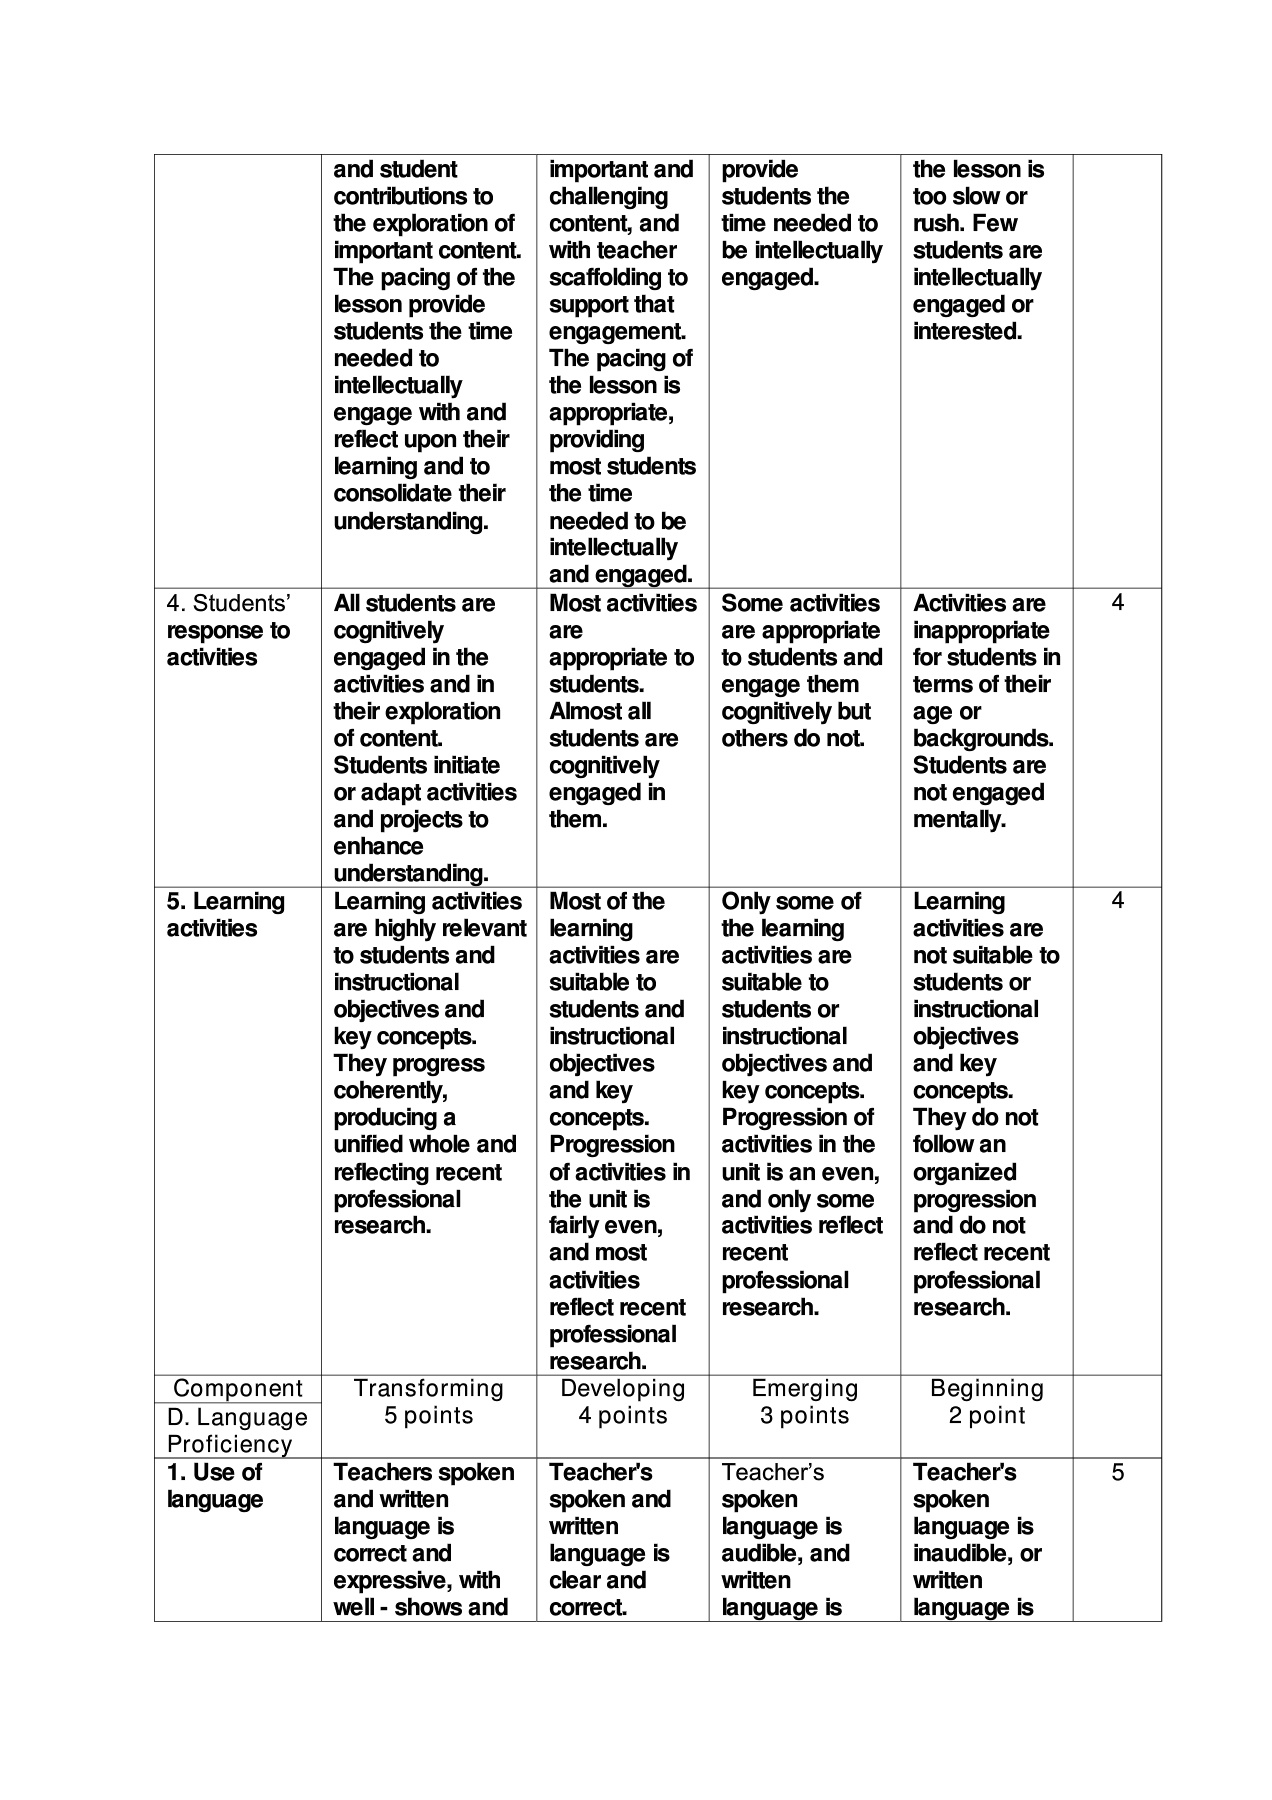 and student
contributions to
the exploration of
important content.
The pacing of the
lesson provide
students the time
needed to
intellectually
engage with and
reflect upon their
learning and to
consolidate their
understanding.
important and
challenging
content, and
with teacher
scaffolding to
support that
engagement.
The pacing of
the lesson is
appropriate,
providing
most students
the time
needed to be
intellectually
and engaged.
provide
students the
time needed to
be intellectually
engaged.
the lesson is
too slow or
rush. Few
students are
intellectually
engaged or
interested.
4. Students’
response to
activities
All students are
cognitively
engaged in the
activities and in
their exploration
of content.
Students initiate
or adapt activities
and projects to
enhance
understanding.
Most activities
are
appropriate to
students.
Almost all
students are
cognitively
engaged in
them.
Some activities
are appropriate
to students and
engage them
cognitively but
others do not.
Activities are
inappropriate
for students in
terms of their
age or
backgrounds.
Students are
not engaged
mentally.
4
5. Learning
activities
Learning activities
are highly relevant
to students and
instructional
objectives and
key concepts.
They progress
coherently,
producing a
unified whole and
reflecting recent
professional
research.
Most of the
learning
activities are
suitable to
students and
instructional
objectives
and key
concepts.
Progression
of activities in
the unit is
fairly even,
and most
activities
reflect recent
professional
research.
Only some of
the learning
activities are
suitable to
students or
instructional
objectives and
key concepts.
Progression of
activities in the
unit is an even,
and only some
activities reflect
recent
professional
research.
Learning
activities are
not suitable to
students or
instructional
objectives
and key
concepts.
They do not
follow an
organized
progression
and do not
reflect recent
professional
research.
4
Component
D. Language
Proficiency
Transforming
5 points
Developing
4 points
Emerging
3 points
Beginning
2 point
1. Use of
language
Teachers spoken
and written
language is
correct and
expressive, with
well - shows and
Teacher's
spoken and
written
language is
clear and
correct.
Teacher’s
spoken
language is
audible, and
written
language is
Teacher's
spoken
language is
inaudible, or
written
language is
5